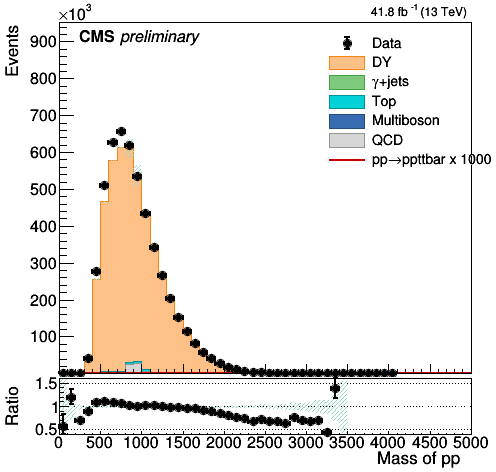 ×10³
41.8 fb⁻¹ (13 TeV)
CMS preliminary
Events
900
800
700
600
500
400
300
200
100
Data
DY
γ+jets
Top
Multiboson
QCD
pp→ppttbar x 1000
Ratio
1.5
1
0.5
0 500 1000 1500 2000 2500 3000 3500 4000 4500 5000
Mass of pp